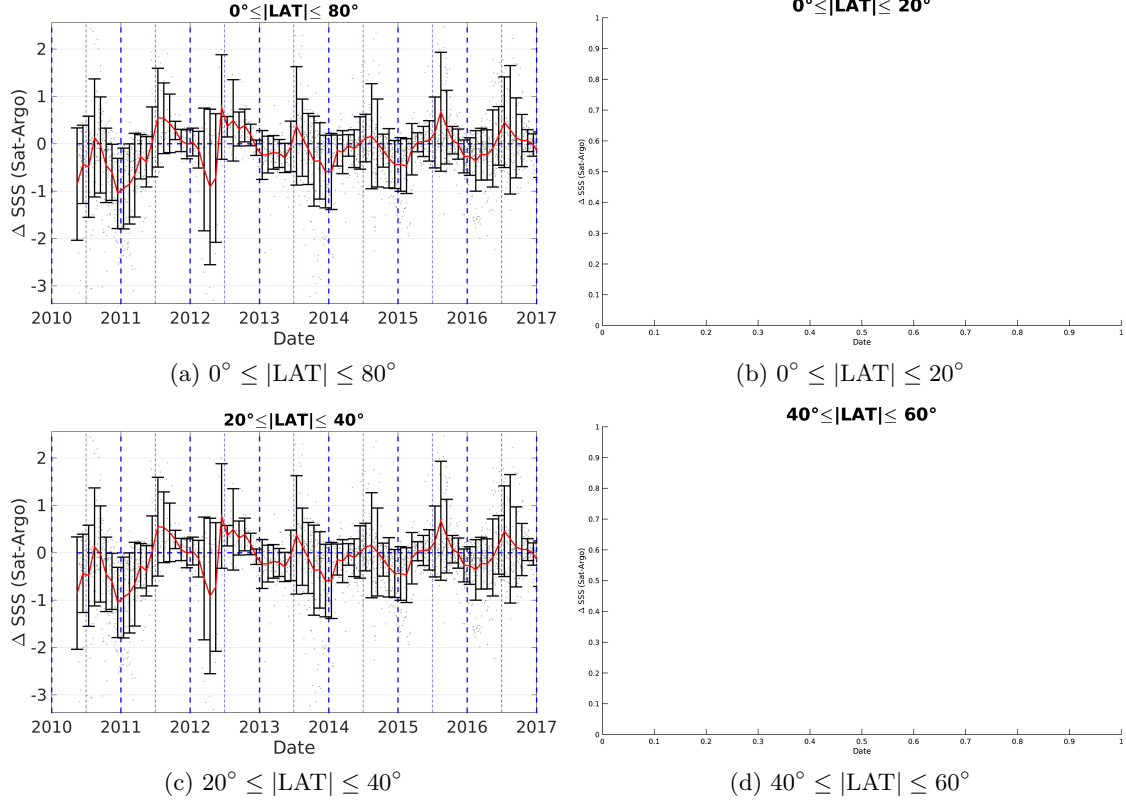 0°≤|LAT|≤ 80°
2
1
0
-1
-2
-3
Δ SSS (Sat-Argo)
2010 2011 2012 2013 2014 2015 2016 2017
Date
(a) 0° ≤ |LAT| ≤ 80°
0°≤|LAT|≤ 20°
1
0.9
0.8
0.7
0.6
0.5
0.4
0.3
0.2
0.1
0
Δ SSS (Sat-Argo)
0 0.1 0.2 0.3 0.4 0.5 0.6 0.7 0.8 0.9 1
Date
(b) 0° ≤ |LAT| ≤ 20°
20°≤|LAT|≤ 40°
2
1
0
-1
-2
-3
Δ SSS (Sat-Argo)
2010 2011 2012 2013 2014 2015 2016 2017
Date
(c) 20° ≤ |LAT| ≤ 40°
40°≤|LAT|≤ 60°
1
0.9
0.8
0.7
0.6
0.5
0.4
0.3
0.2
0.1
0
Δ SSS (Sat-Argo)
0 0.1 0.2 0.3 0.4 0.5 0.6 0.7 0.8 0.9 1
Date
(d) 40° ≤ |LAT| ≤ 60°